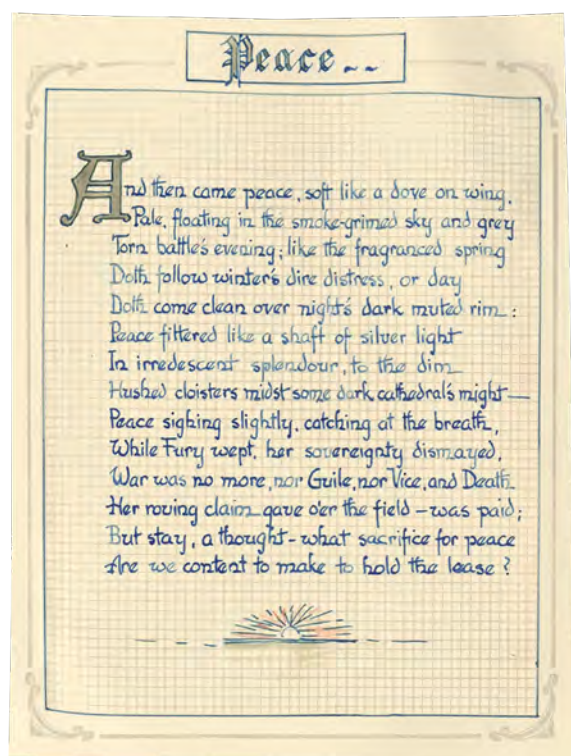 Peace..
And then came peace, soft like a dove on wing,
Pale, floating in the smoke-grimed sky and grey
Torn battle's evening; like the fragranced spring
Doth follow winter's dire distress, or day
Doth come clean over night's dark muted rim:
Peace filtered like a shaft of silver light
In irredescent splendour, to the dim
Hushed cloisters midst some dark cathedral's might—
Peace sighing slightly, catching at the breath,
While Fury wept, her sovereignty dismayed,
War was no more, nor Guile, nor Vice, and Death
Her roving claim gave o'er the field – was paid;
But stay, a thought – what sacrifice for peace
Are we content to make to hold the lease?